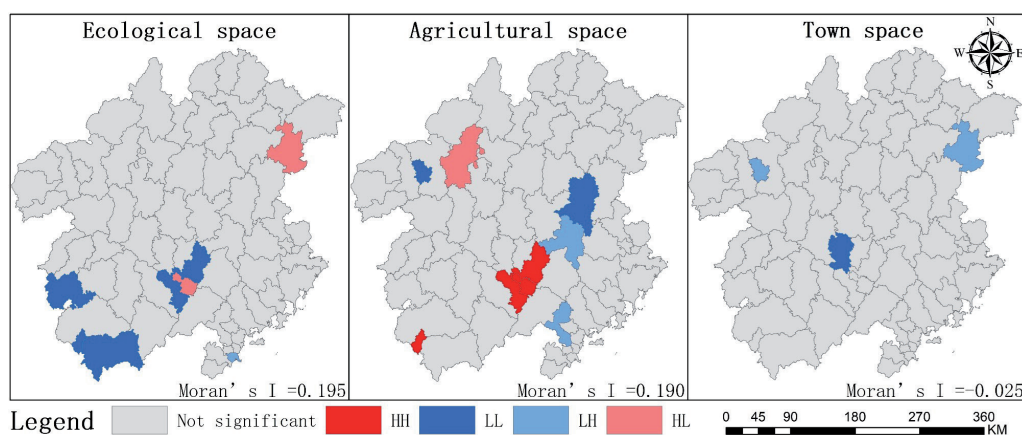 Ecological space
Agricultural space
Town space
N
W E
S
Moran's I =0.195
Moran's I =0.190
Moran's I =-0.025
Legend
Not significant
HH
LL
LH
HL
0 45 90 180 270 360
KM